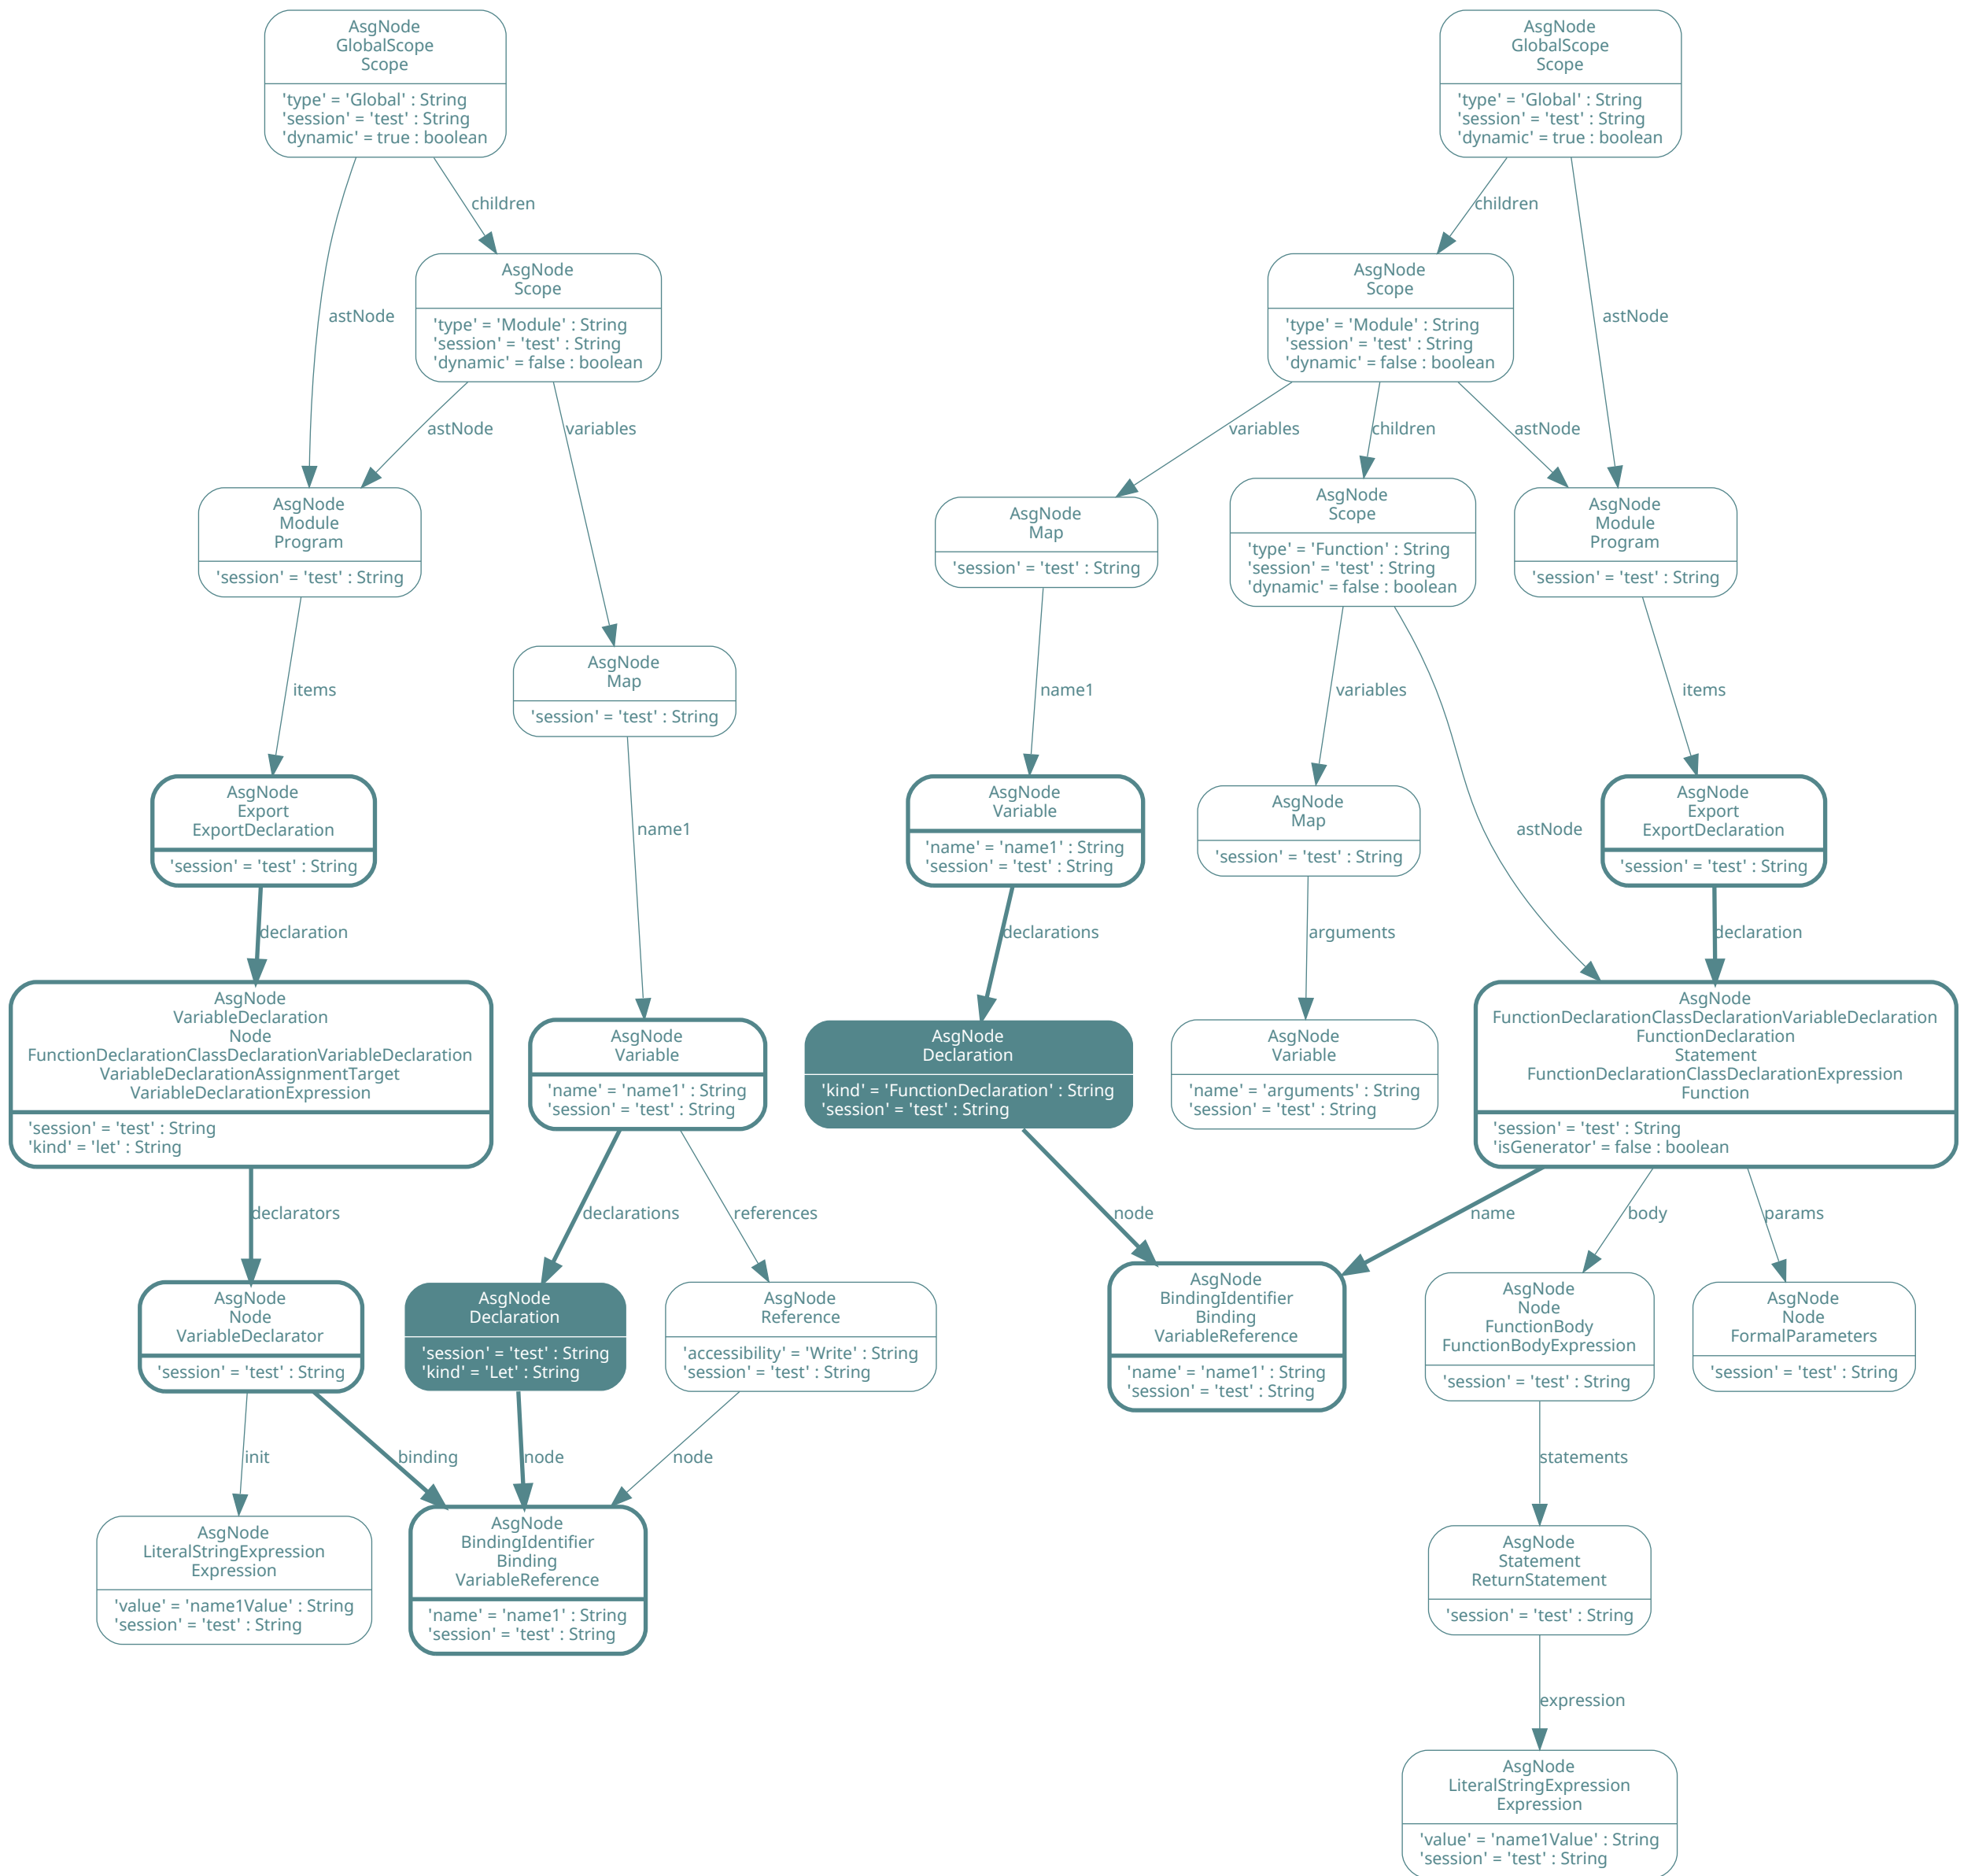 AsgNode
GlobalScope
Scope
'type' = 'Global' : String
'session' = 'test' : String
'dynamic' = true : boolean
AsgNode
GlobalScope
Scope
'type' = 'Global' : String
'session' = 'test' : String
'dynamic' = true : boolean
children
children
AsgNode
Scope
'type' = 'Module' : String
'session' = 'test' : String
'dynamic' = false : boolean
AsgNode
Scope
'type' = 'Module' : String
'session' = 'test' : String
'dynamic' = false : boolean
astNode
astNode
astNode
variables
variables
children
astNode
AsgNode
Module
Program
'session' = 'test' : String
AsgNode
Map
'session' = 'test' : String
AsgNode
Scope
'type' = 'Function' : String
'session' = 'test' : String
'dynamic' = false : boolean
AsgNode
Module
Program
'session' = 'test' : String
AsgNode
Map
'session' = 'test' : String
items
name1
variables
items
AsgNode
Export
ExportDeclaration
'session' = 'test' : String
name1
AsgNode
Variable
'name' = 'name1' : String
'session' = 'test' : String
AsgNode
Map
'session' = 'test' : String
astNode
AsgNode
Export
ExportDeclaration
'session' = 'test' : String
declaration
declarations
arguments
declaration
AsgNode
VariableDeclaration
Node
FunctionDeclarationClassDeclarationVariableDeclaration
VariableDeclarationAssignmentTarget
VariableDeclarationExpression
'session' = 'test' : String
'kind' = 'let' : String
AsgNode
Variable
'name' = 'name1' : String
'session' = 'test' : String
AsgNode
Declaration
'kind' = 'FunctionDeclaration' : String
'session' = 'test' : String
AsgNode
Variable
'name' = 'arguments' : String
'session' = 'test' : String
AsgNode
FunctionDeclarationClassDeclarationVariableDeclaration
FunctionDeclaration
Statement
FunctionDeclarationClassDeclarationExpression
Function
'session' = 'test' : String
'isGenerator' = false : boolean
declarators
declarations
references
node
name
body
params
AsgNode
Node
VariableDeclarator
'session' = 'test' : String
AsgNode
Declaration
'session' = 'test' : String
'kind' = 'Let' : String
AsgNode
Reference
'accessibility' = 'Write' : String
'session' = 'test' : String
AsgNode
BindingIdentifier
Binding
VariableReference
'name' = 'name1' : String
'session' = 'test' : String
AsgNode
Node
FunctionBody
FunctionBodyExpression
'session' = 'test' : String
AsgNode
Node
FormalParameters
'session' = 'test' : String
init
binding
node
node
statements
AsgNode
LiteralStringExpression
Expression
'value' = 'name1Value' : String
'session' = 'test' : String
AsgNode
BindingIdentifier
Binding
VariableReference
'name' = 'name1' : String
'session' = 'test' : String
AsgNode
Statement
ReturnStatement
'session' = 'test' : String
expression
AsgNode
LiteralStringExpression
Expression
'value' = 'name1Value' : String
'session' = 'test' : String